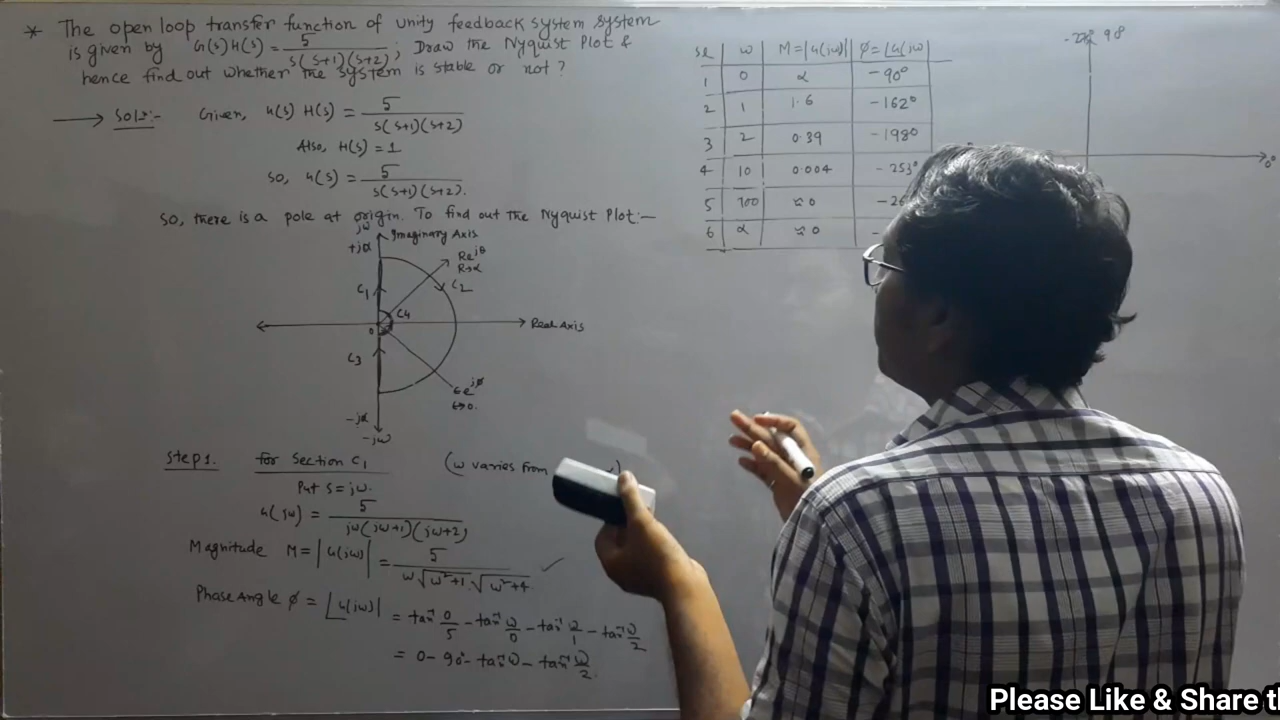 * The open loop transfer function of unity feedback system system
is given by G(s)H(s) = 5 / s(s+1)(s+2); Draw the Nyquist Plot &
hence find out whether the system is stable or not?
Solⁿ:- Given, G(s) H(s) = 5 / s(s+1)(s+2)
Also, H(s) = 1
So, G(s) = 5 / s(s+1)(s+2).
So, there is a pole at origin. To find out the Nyquist Plot:—
jω
+jα
Imaginary Axis
Re^jθ
R→α
C1
C2
C4
0
Real Axis
C3
εe^jφ
ε→0.
-jα
-jω
Step 1. for Section C1 (ω varies from
Put s = jω.
G(jω) = 5 / jω(jω+1)(jω+2)
Magnitude M = |G(jω)| = 5 / ω√ω²+1 √ω²+4 ✓
Phase Angle φ = ∠G(jω) = tan⁻¹ 0/5 - tan⁻¹ ω/0 - tan⁻¹ ω/1 - tan⁻¹ ω/2
= 0 - 90° - tan⁻¹ ω - tan⁻¹ ω/2.
SL ω M=|G(jω)| φ=∠G(jω)
1 0 α -90°
2 1 1.6 -162°
3 2 0.39 -198°
4 10 0.004 -253°
5 100 ≈0
6 α ≈0
0°
Please Like & Share t